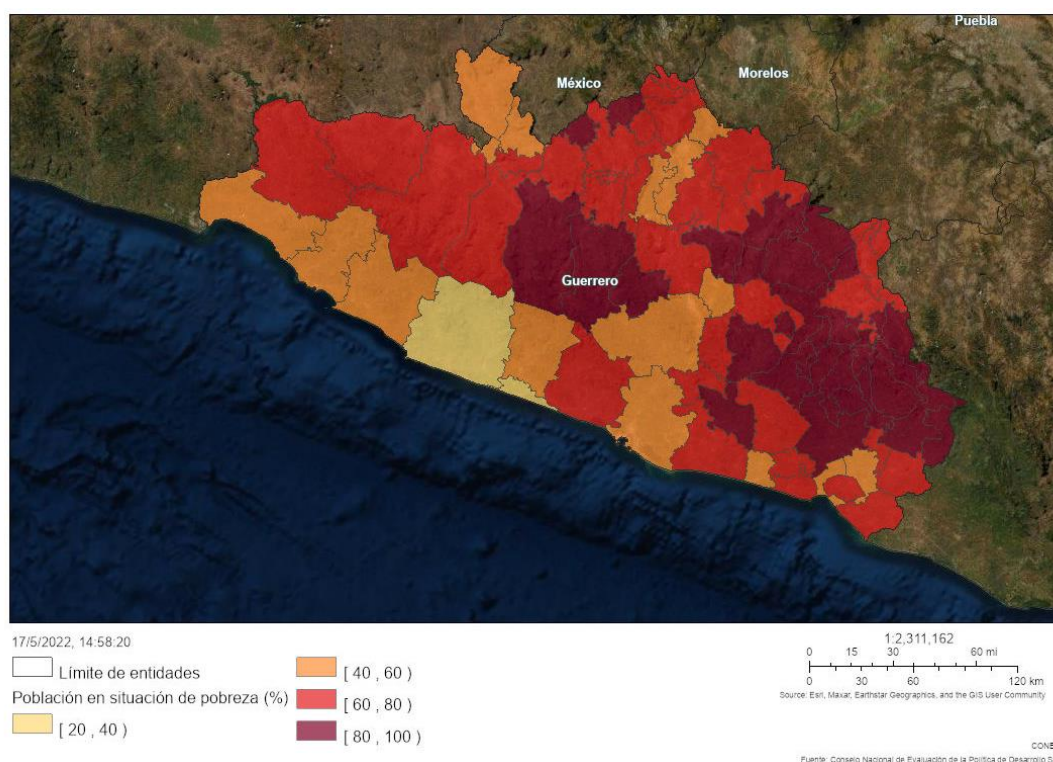 Puebla
México
Morelos
Guerrero
17/5/2022, 14:58:20
Límite de entidades
Población en situación de pobreza (%)
[ 20 , 40 )
[ 40 , 60 )
[ 60 , 80 )
[ 80 , 100 )
1:2,311,162
0 15 30 60 mi
0 30 60 120 km
Source: Esri, Maxar, Earthstar Geographics, and the GIS User Community
CONE
Fuente: Consejo Nacional de Evaluación de la Política de Desarrollo S